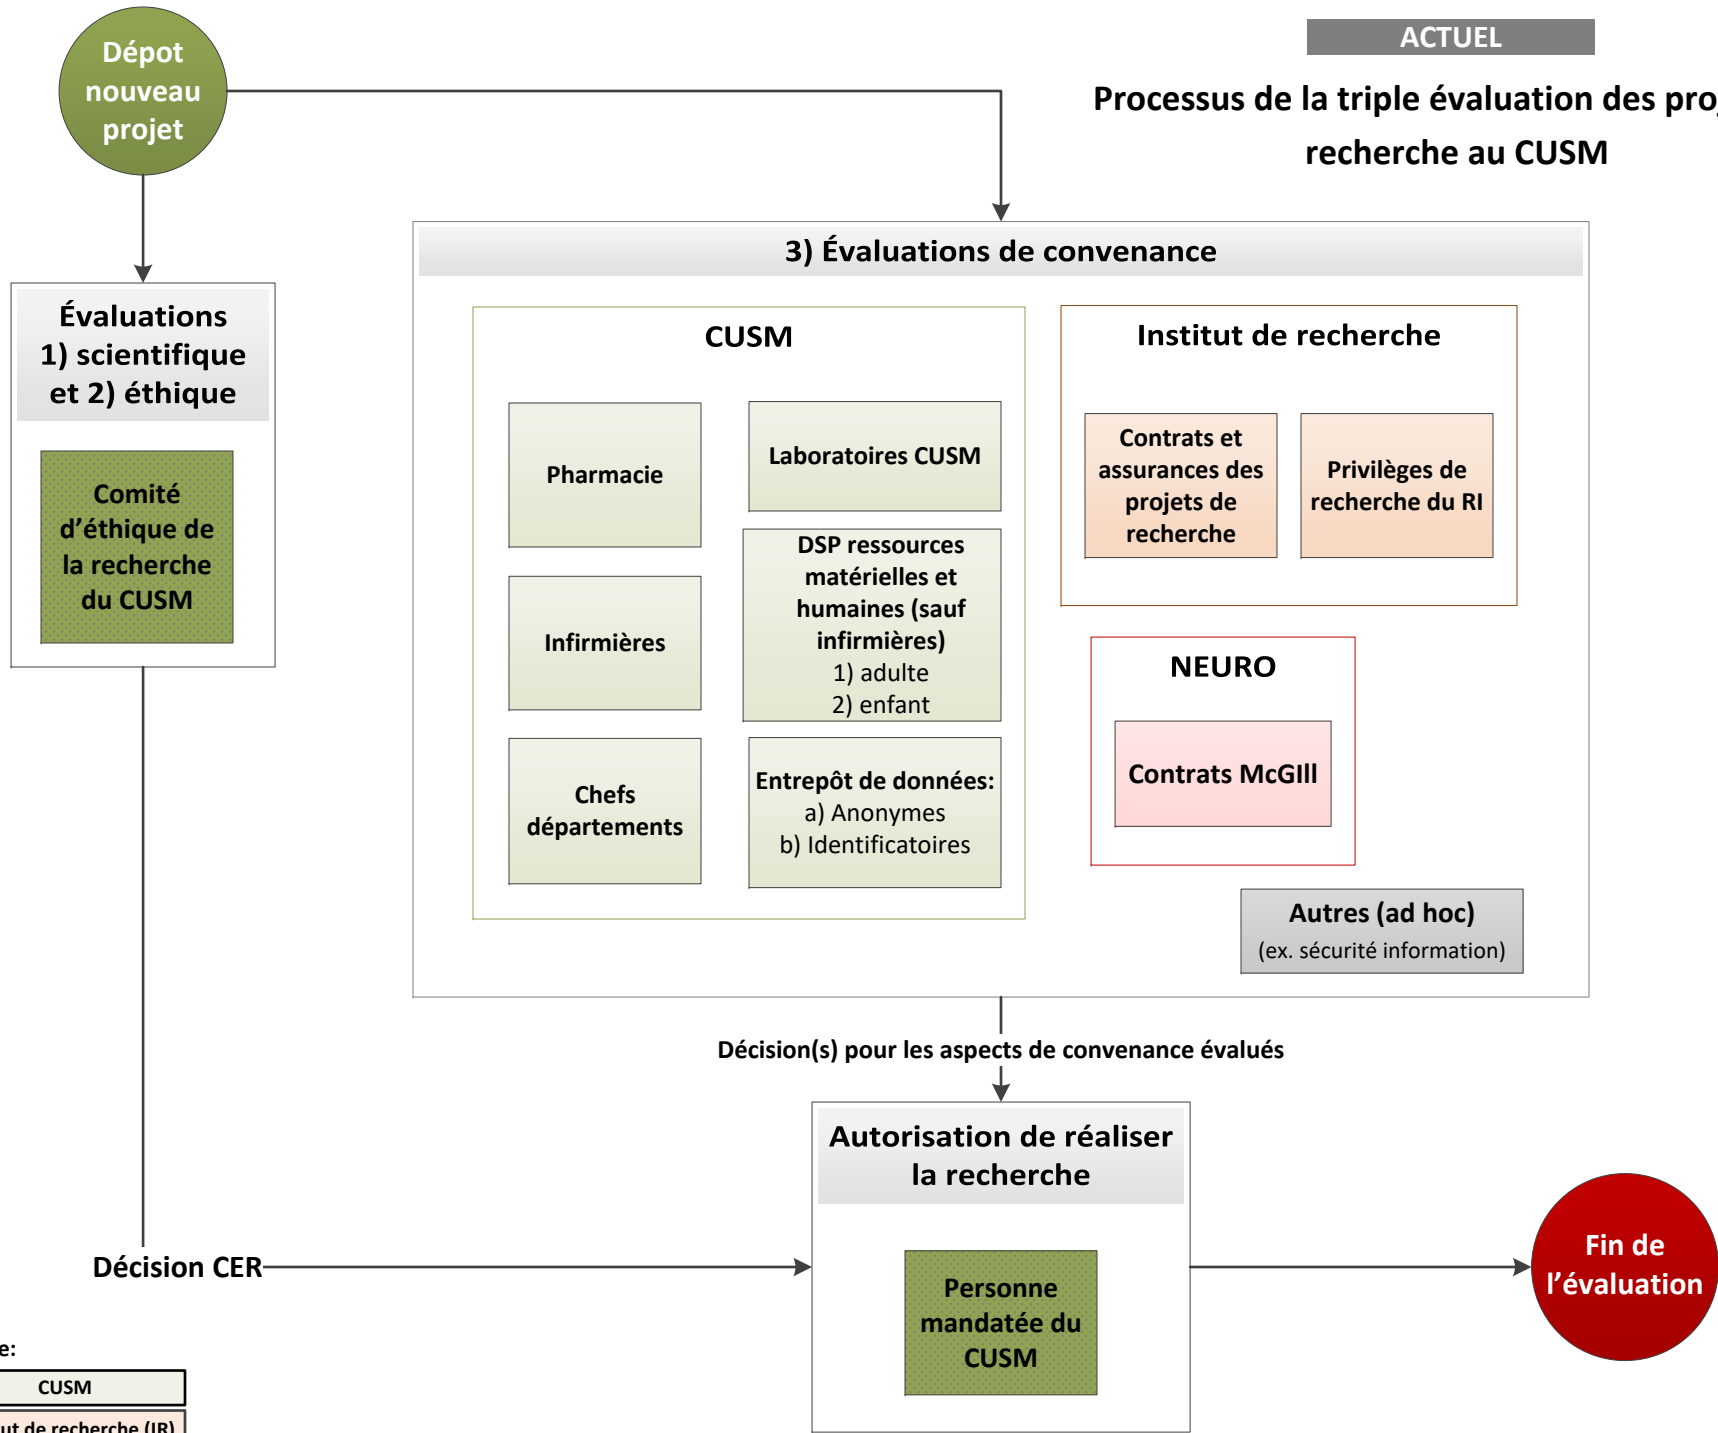 Dépot
nouveau
projet
ACTUEL
Processus de la triple évaluation des
recherche au CUSM
Évaluations
1) scientifique
et 2) éthique
Comité
d’éthique de
la recherche
du CUSM
3) Évaluations de convenance
CUSM
Pharmacie
Laboratoires CUSM
Infirmières
DSP ressources
matérielles et
humaines (sauf
infirmières)
1) adulte
2) enfant
Chefs
départements
Entrepôt de données:
a) Anonymes
b) Identificatoires
Institut de recherche
Contrats et
assurances des
projets de
recherche
Privilèges de
recherche du RI
NEURO
Contrats McGIll
Autres (ad hoc)
(ex. sécurité information)
Décision(s) pour les aspects de convenance évalués
Autorisation de réaliser
la recherche
Personne
mandatée du
CUSM
Décision CER
Fin de
l’évaluation
CUSM
de recherche (IR)